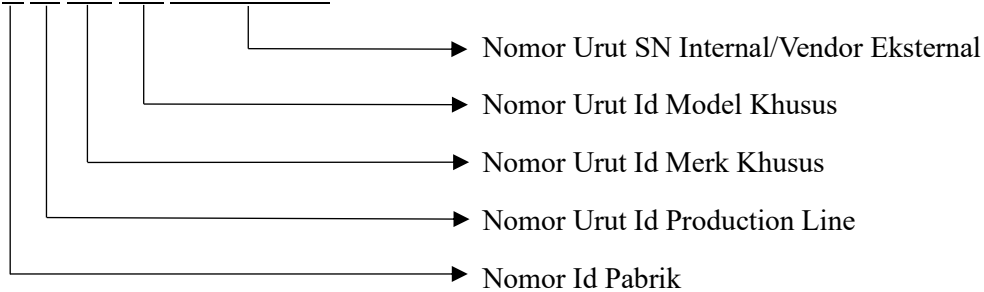 Nomor Urut SN Internal/Vendor Eksternal
Nomor Urut Id Model Khusus
Nomor Urut Id Merk Khusus
Nomor Urut Id Production Line
Nomor Id Pabrik